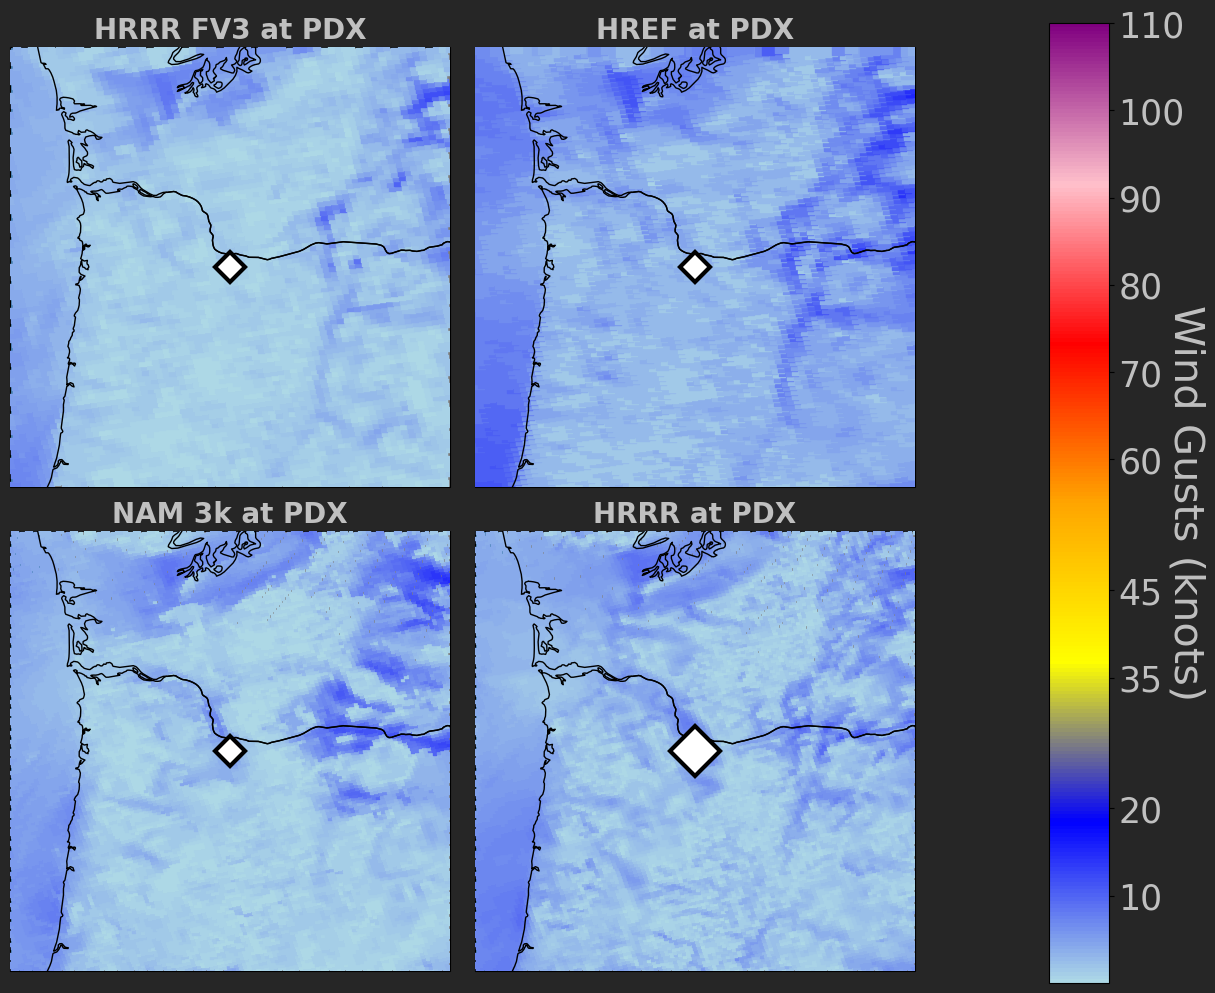 HRRR FV3 at PDX
HREF at PDX
NAM 3k at PDX
HRRR at PDX
110
100
90
80
70
60
45
35
20
10
Wind Gusts (knots)